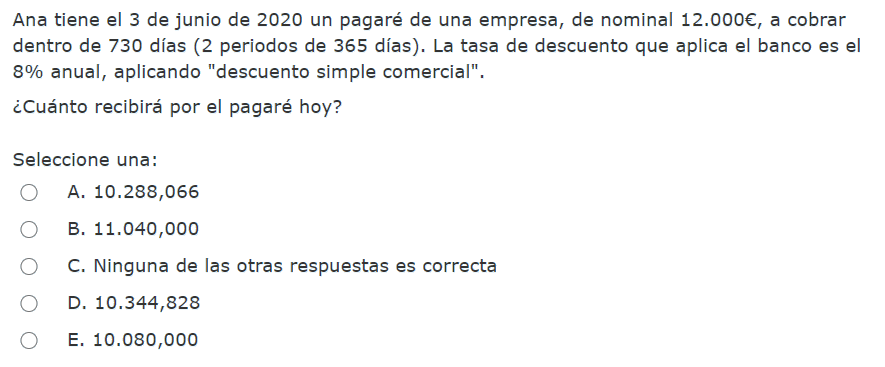 Ana tiene el 3 de junio de 2020 un pagaré de una empresa, de nominal 12.000€, a cobrar
dentro de 730 días (2 periodos de 365 días). La tasa de descuento que aplica el banco es el
8% anual, aplicando "descuento simple comercial".
¿Cuánto recibirá por el pagaré hoy?
Seleccione una:
A. 10.288,066
B. 11.040,000
C. Ninguna de las otras respuestas es correcta
D. 10.344,828
E. 10.080,000